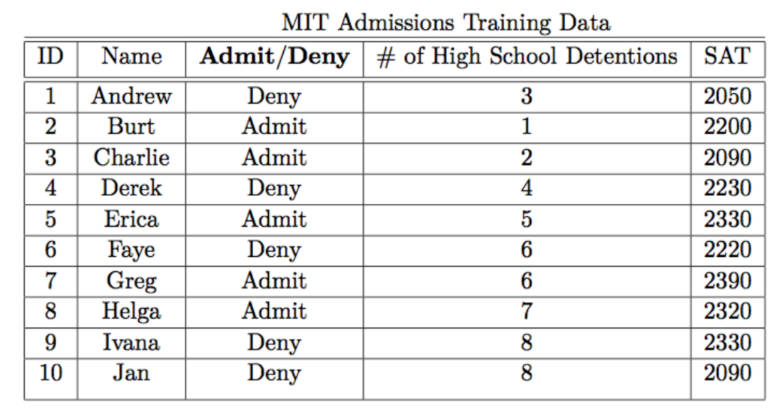 MIT Admissions Training Data
ID Name Admit/Deny # of High School Detentions SAT
1 Andrew Deny 3 2050
2 Burt Admit 1 2200
3 Charlie Admit 2 2090
4 Derek Deny 4 2230
5 Erica Admit 5 2330
6 Faye Deny 6 2220
7 Greg Admit 6 2390
8 Helga Admit 7 2320
9 Ivana Deny 8 2330
10 Jan Deny 8 2090